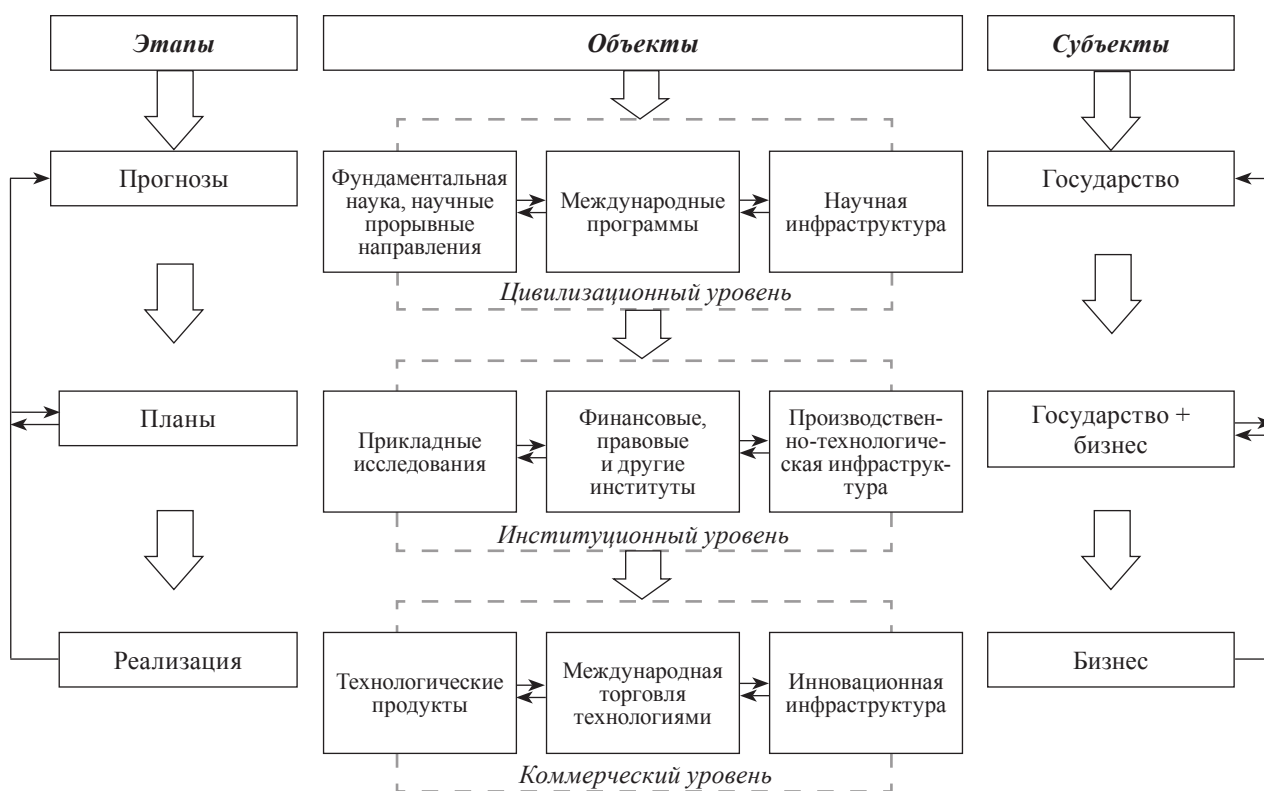 Этапы
Объекты
Субъекты
Прогнозы
Фундаментальная
наука, научные
прорывные
направления
Международные
программы
Научная
инфраструктура
Государство
Цивилизационный уровень
Планы
Прикладные
исследования
Финансовые,
правовые
и другие
институты
Производствен-
но-технологиче-
ская инфраструк-
тура
Государство +
бизнес
Институционный уровень
Реализация
Технологические
продукты
Международная
торговля
технологиями
Инновационная
инфраструктура
Бизнес
Коммерческий уровень